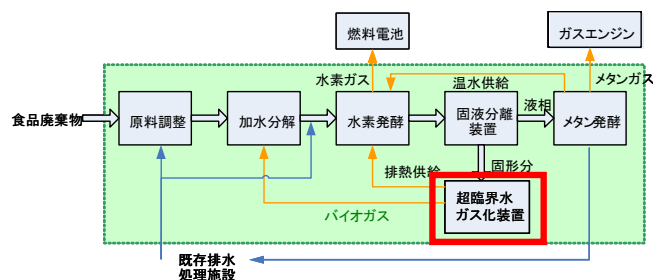 燃料電池
ガスエンジン
水素ガス
温水供給
メタンガス
食品廃棄物
原料調整
加水分解
水素発酵
固液分離
装置
液相
メタン発酵
排熱供給
固形分
超臨界水
ガス化装置
バイオガス
既存排水
処理施設